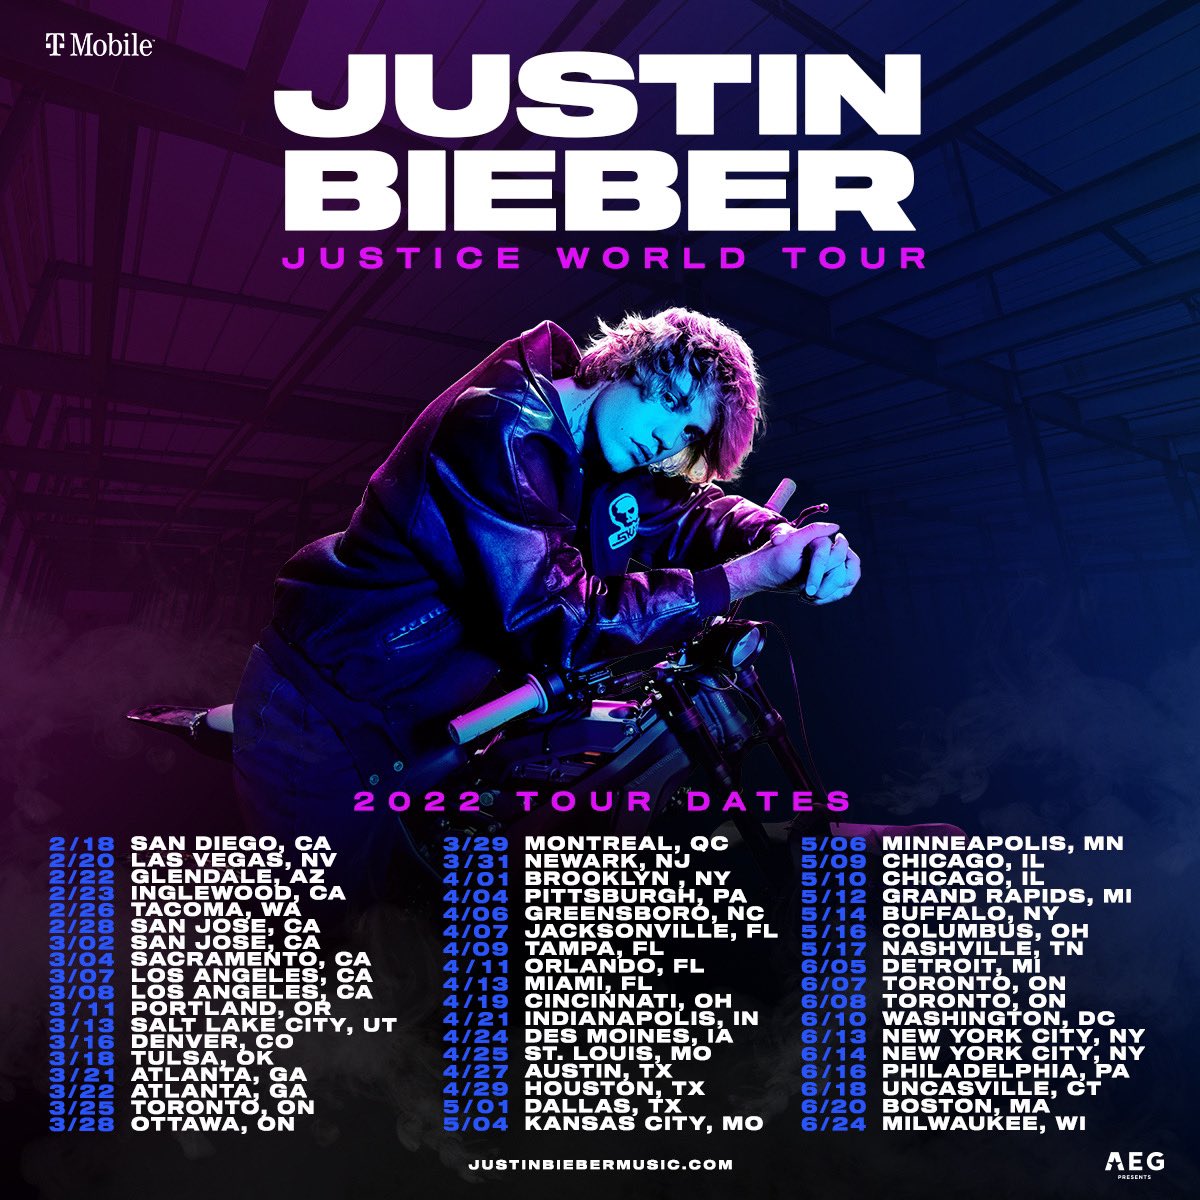 T Mobile
JUSTIN
BIEBER
JUSTICE WORLD TOUR
2022 TOUR DATES
2/18 SAN DIEGO, CA
2/20 LAS VEGAS, NV
2/22 GLENDALE, AZ
2/23 INGLEWOOD, CA
2/26 TACOMA, WA
2/28 SAN JOSE, CA
3/02 SAN JOSE, CA
3/04 SACRAMENTO, CA
3/07 LOS ANGELES, CA
3/08 LOS ANGELES, CA
3/11 PORTLAND, OR
3/13 SALT LAKE CITY, UT
3/16 DENVER, CO
3/18 TULSA, OK
3/21 ATLANTA, GA
3/22 ATLANTA, GA
3/25 TORONTO, ON
3/28 OTTAWA, ON
3/29 MONTREAL, QC
3/31 NEWARK, NJ
4/01 BROOKLYN , NY
4/04 PITTSBURGH, PA
4/06 GREENSBORO, NC
4/07 JACKSONVILLE, FL
4/09 TAMPA, FL
4/11 ORLANDO, FL
4/13 MIAMI, FL
4/19 CINCINNATI, OH
4/21 INDIANAPOLIS, IN
4/24 DES MOINES, IA
4/25 ST. LOUIS, MO
4/27 AUSTIN, TX
4/29 HOUSTON, TX
5/01 DALLAS, TX
5/04 KANSAS CITY, MO
5/06 MINNEAPOLIS, MN
5/09 CHICAGO, IL
5/10 CHICAGO, IL
5/12 GRAND RAPIDS, MI
5/14 BUFFALO, NY
5/16 COLUMBUS, OH
5/17 NASHVILLE, TN
6/05 DETROIT, MI
6/07 TORONTO, ON
6/08 TORONTO, ON
6/10 WASHINGTON, DC
6/13 NEW YORK CITY, NY
6/14 NEW YORK CITY, NY
6/16 PHILADELPHIA, PA
6/18 UNCASVILLE, CT
6/20 BOSTON, MA
6/24 MILWAUKEE, WI
JUSTINBIEBERMUSIC.COM
AEG
PRESENTS